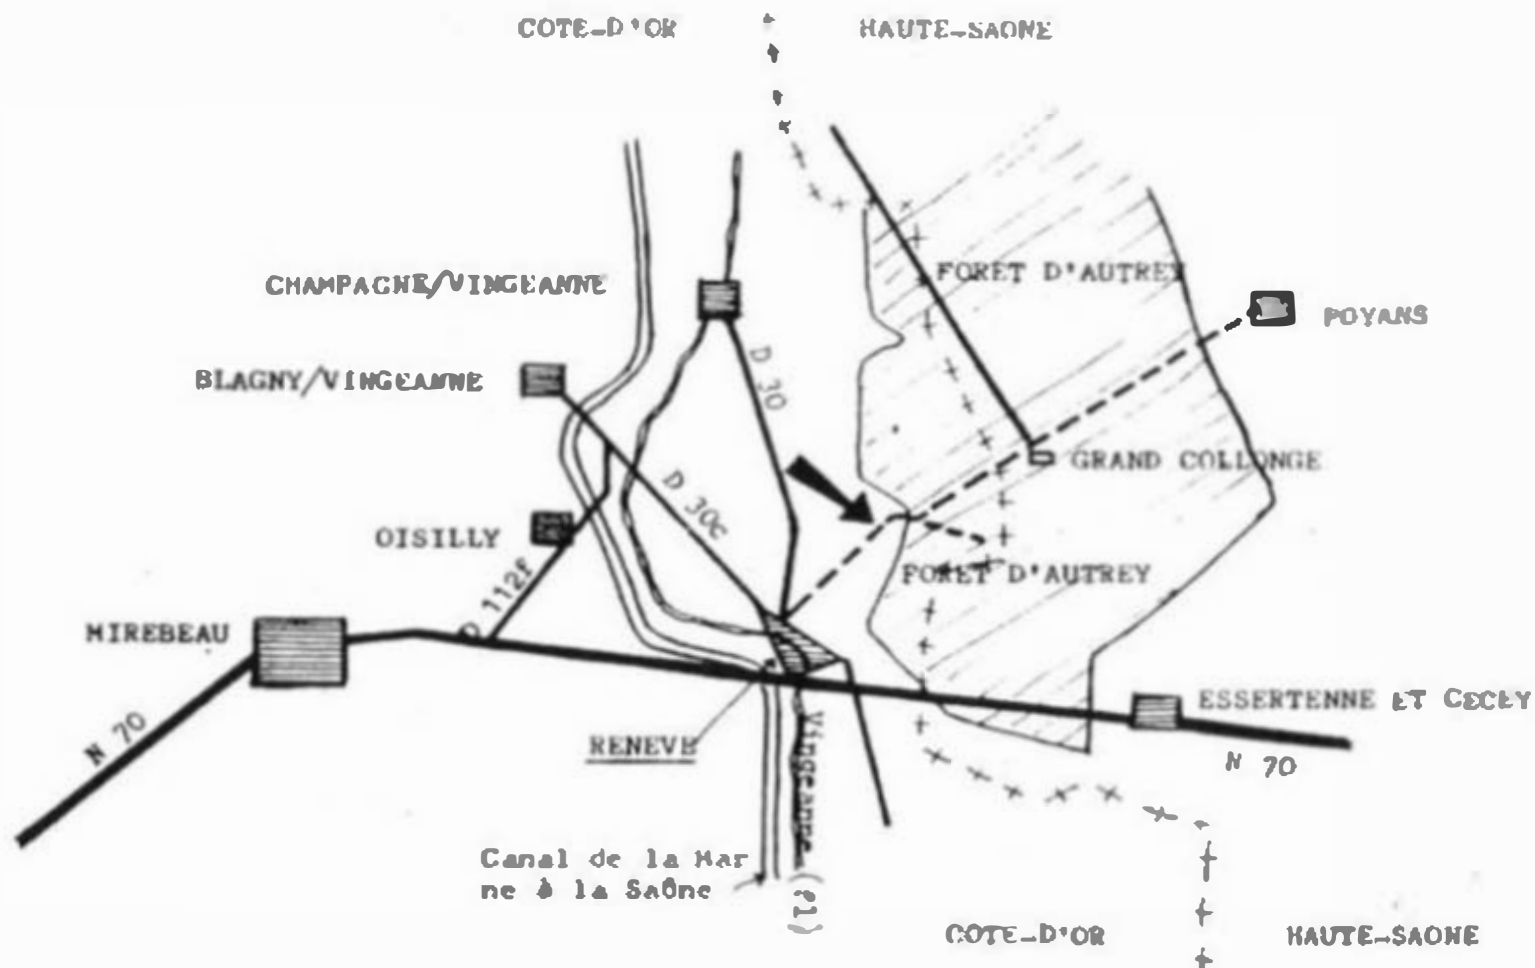 COTE-D'OR
HAUTE-SAONE
CHAMPAGNE/VINGEANNE
FORET D'AUTREY
POYANS
BLAGNY/VINGEANNE
D 30
GRAND COLLONGE
D 30c
OISILLY
D 112f
FORET D'AUTREY
MIREBEAU
ESSERTENNE ET CECEY
N 70
RENEVE
Vingeanne
N 70
Canal de la Mar
ne à la Saône
COTE-D'OR
HAUTE-SAONE